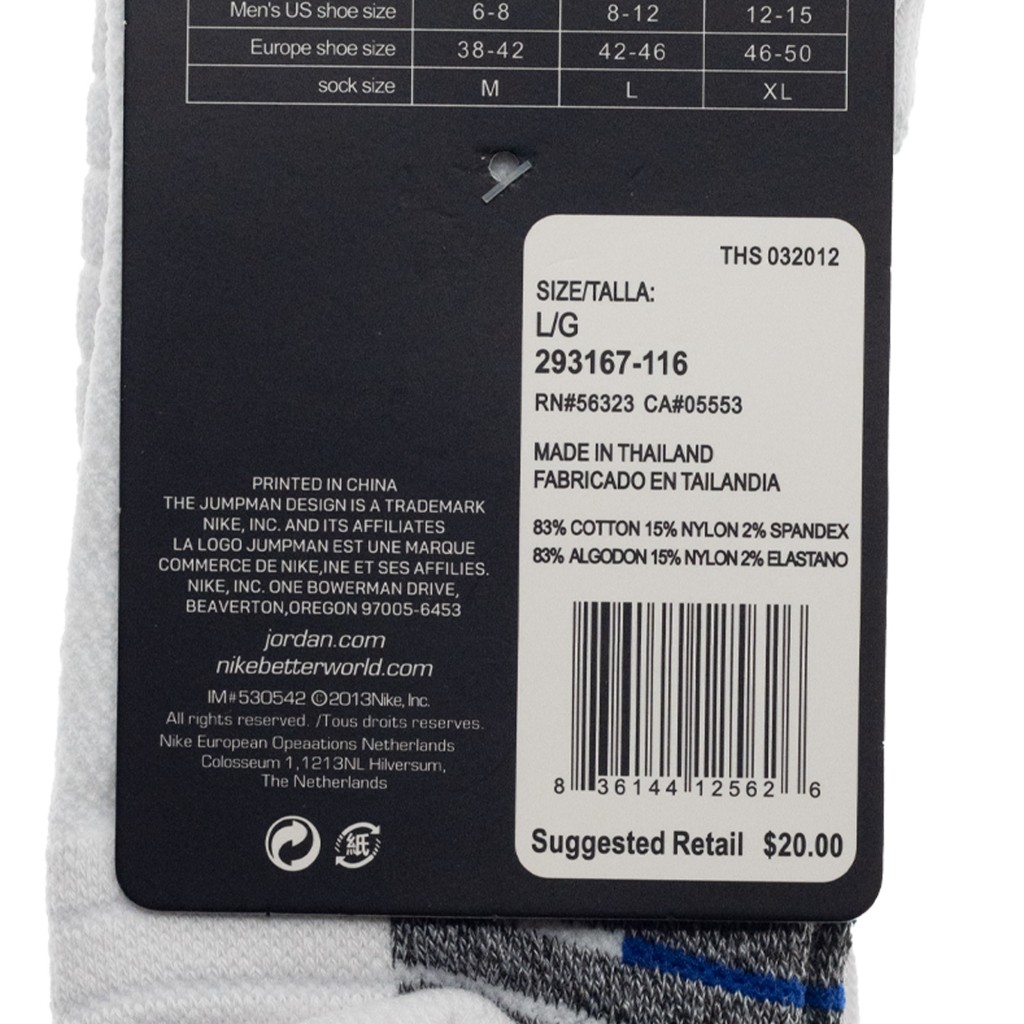 Men's US shoe size 6-8 8-12 12-15
Europe shoe size 38-42 42-46 46-50
sock size M L XL
THS 032012
SIZE/TALLA:
L/G
293167-116
RN#56323 CA#05553
MADE IN THAILAND
FABRICADO EN TAILANDIA
83% COTTON 15% NYLON 2% SPANDEX
83% ALGODON 15% NYLON 2% ELASTANO
8 36144 12562 6
Suggested Retail $20.00
PRINTED IN CHINA
THE JUMPMAN DESIGN IS A TRADEMARK
NIKE, INC. AND ITS AFFILIATES
LA LOGO JUMPMAN EST UNE MARQUE
COMMERCE DE NIKE,INE ET SES AFFILIES.
NIKE, INC. ONE BOWERMAN DRIVE,
BEAVERTON,OREGON 97005-6453
jordan.com
nikebetterworld.com
IM#530542 ©2013Nike, Inc.
All rights reserved. /Tous droits reserves.
Nike European Opeaations Netherlands
Colosseum 1,1213NL Hilversum,
The Netherlands
紙